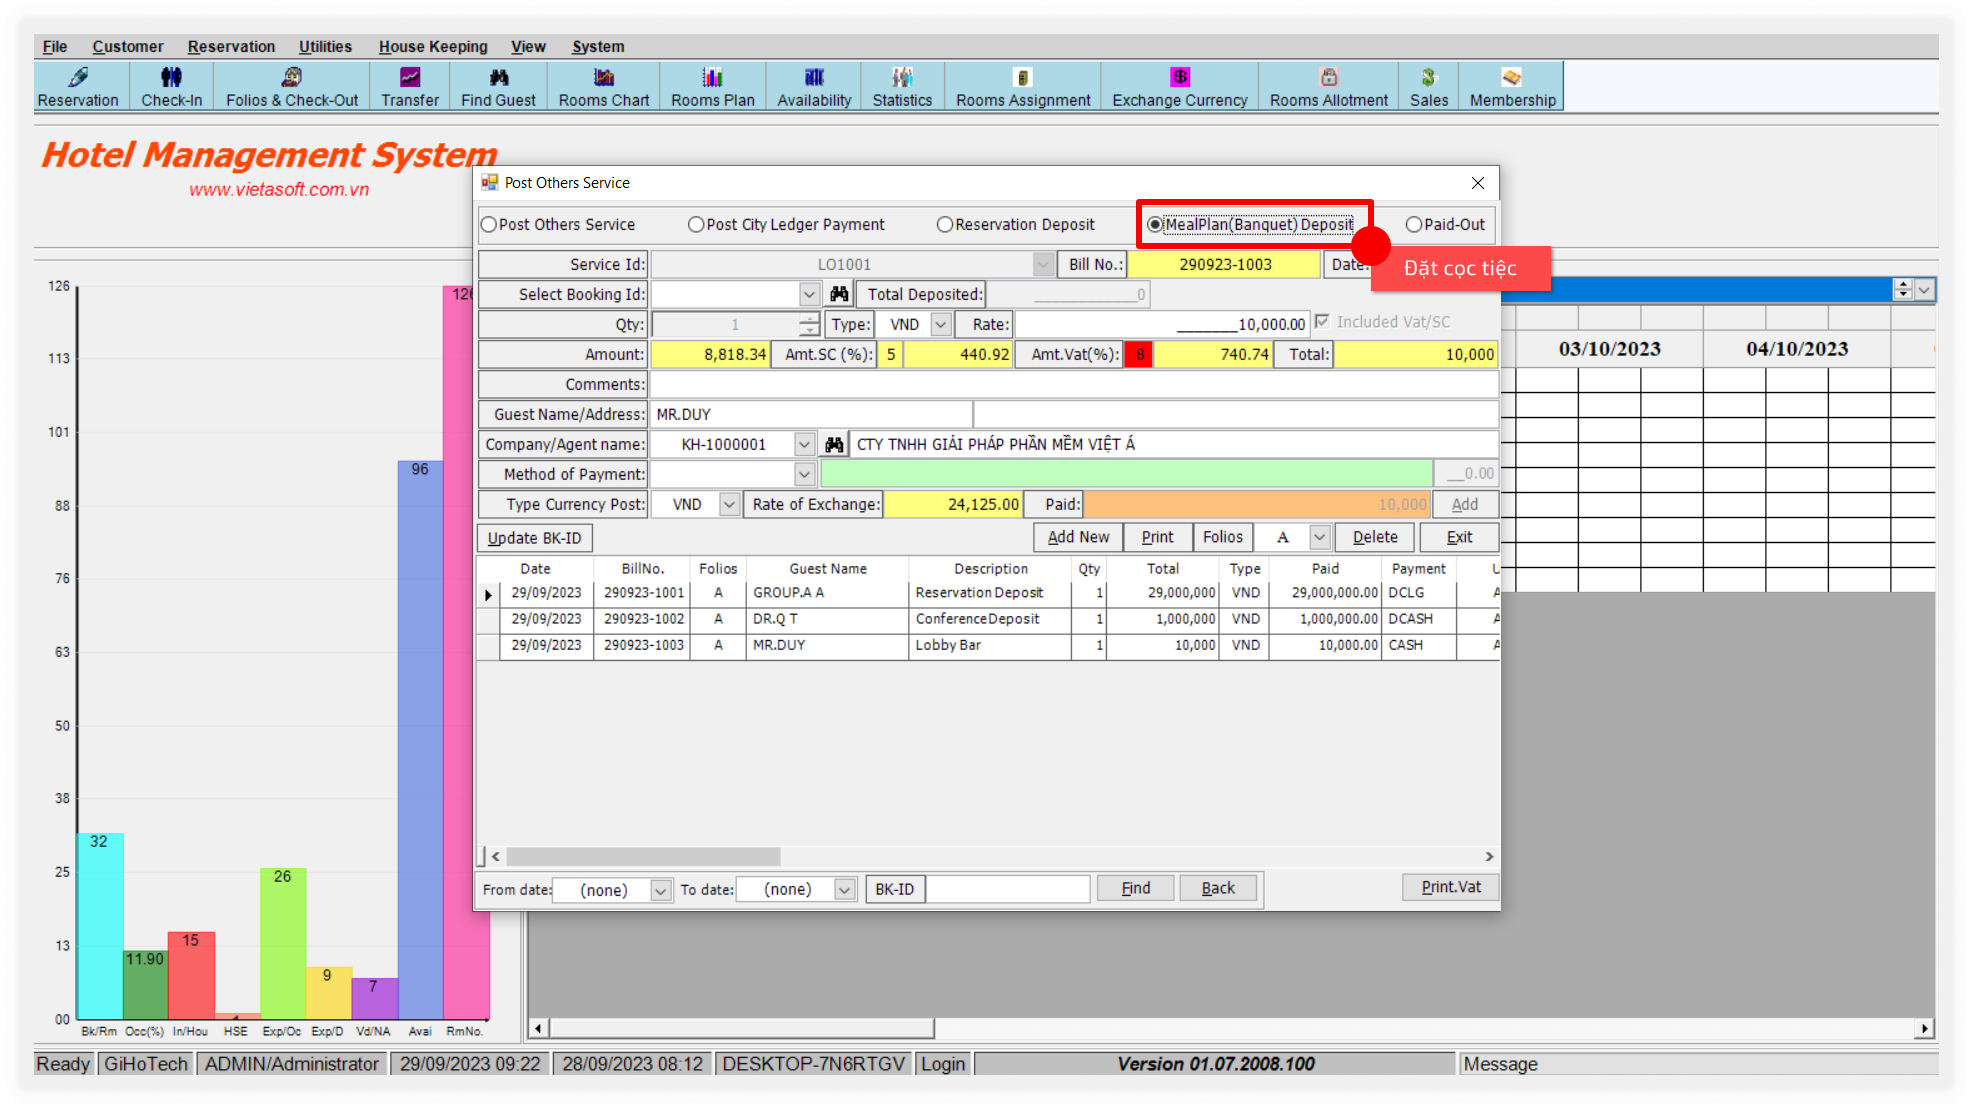 File Customer Reservation Utilities House Keeping View System
Reservation Check-In Folios & Check-Out Transfer Find Guest Rooms Chart Rooms Plan Availability Statistics Rooms Assignment Exchange Currency Rooms Allotment Sales Membership
Hotel Management System
www.vietasoft.com.vn
Post Others Service
Post Others Service Post City Ledger Payment Reservation Deposit MealPlan(Banquet) Deposit Paid-Out
Đặt cọc tiệc
Service Id: LO1001 Bill No.: 290923-1003 Date:
Select Booking Id: Total Deposited: 0
Qty: 1 Type: VND Rate: 10,000.00 Included Vat/SC
Amount: 8,818.34 Amt.SC (%): 5 440.92 Amt.Vat(%): 8 740.74 Total: 10,000
Comments:
Guest Name/Address: MR.DUY
Company/Agent name: KH-1000001 CTY TNHH GIẢI PHÁP PHẦN MỀM VIỆT Á
Method of Payment: 0.00
Type Currency Post: VND Rate of Exchange: 24,125.00 Paid: 10,000 Add
Update BK-ID Add New Print Folios A Delete Exit
Date BillNo. Folios Guest Name Description Qty Total Type Paid Payment
29/09/2023 290923-1001 A GROUP.A A Reservation Deposit 1 29,000,000 VND 29,000,000.00 DCLG
29/09/2023 290923-1002 A DR.Q T Conference Deposit 1 1,000,000 VND 1,000,000.00 DCASH
29/09/2023 290923-1003 A MR.DUY Lobby Bar 1 10,000 VND 10,000.00 CASH
From date: (none) To date: (none) BK-ID Find Back Print.Vat
03/10/2023 04/10/2023
126
113
101
88
76
63
50
38
25
13
00
32 11.90 15 26 9 7 96
Bk/Rm Occ(%) In/Hou HSE Exp/Oc Exp/D Vd/NA Avai RmNo.
Ready GiHoTech ADMIN/Administrator 29/09/2023 09:22 28/09/2023 08:12 DESKTOP-7N6RTGV Login Version 01.07.2008.100 Message